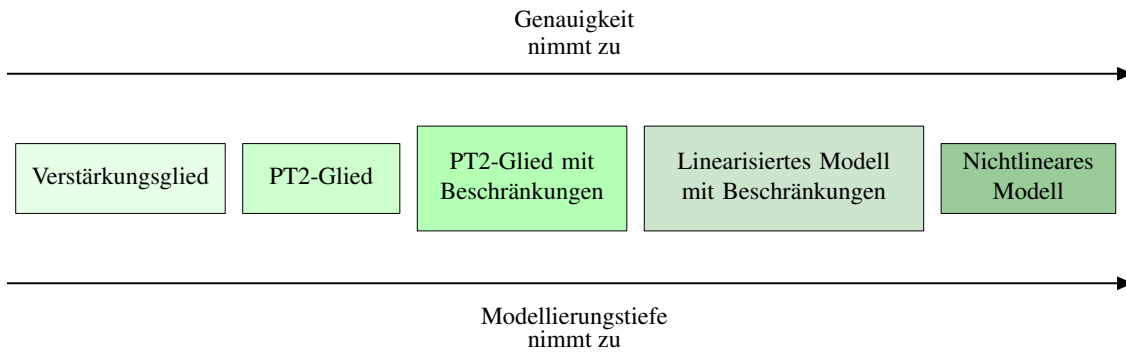 Genauigkeit
nimmt zu
Verstärkungsglied
PT2-Glied
PT2-Glied mit
Beschränkungen
Linearisiertes Modell
mit Beschränkungen
Nichtlineares
Modell
Modellierungstiefe
nimmt zu